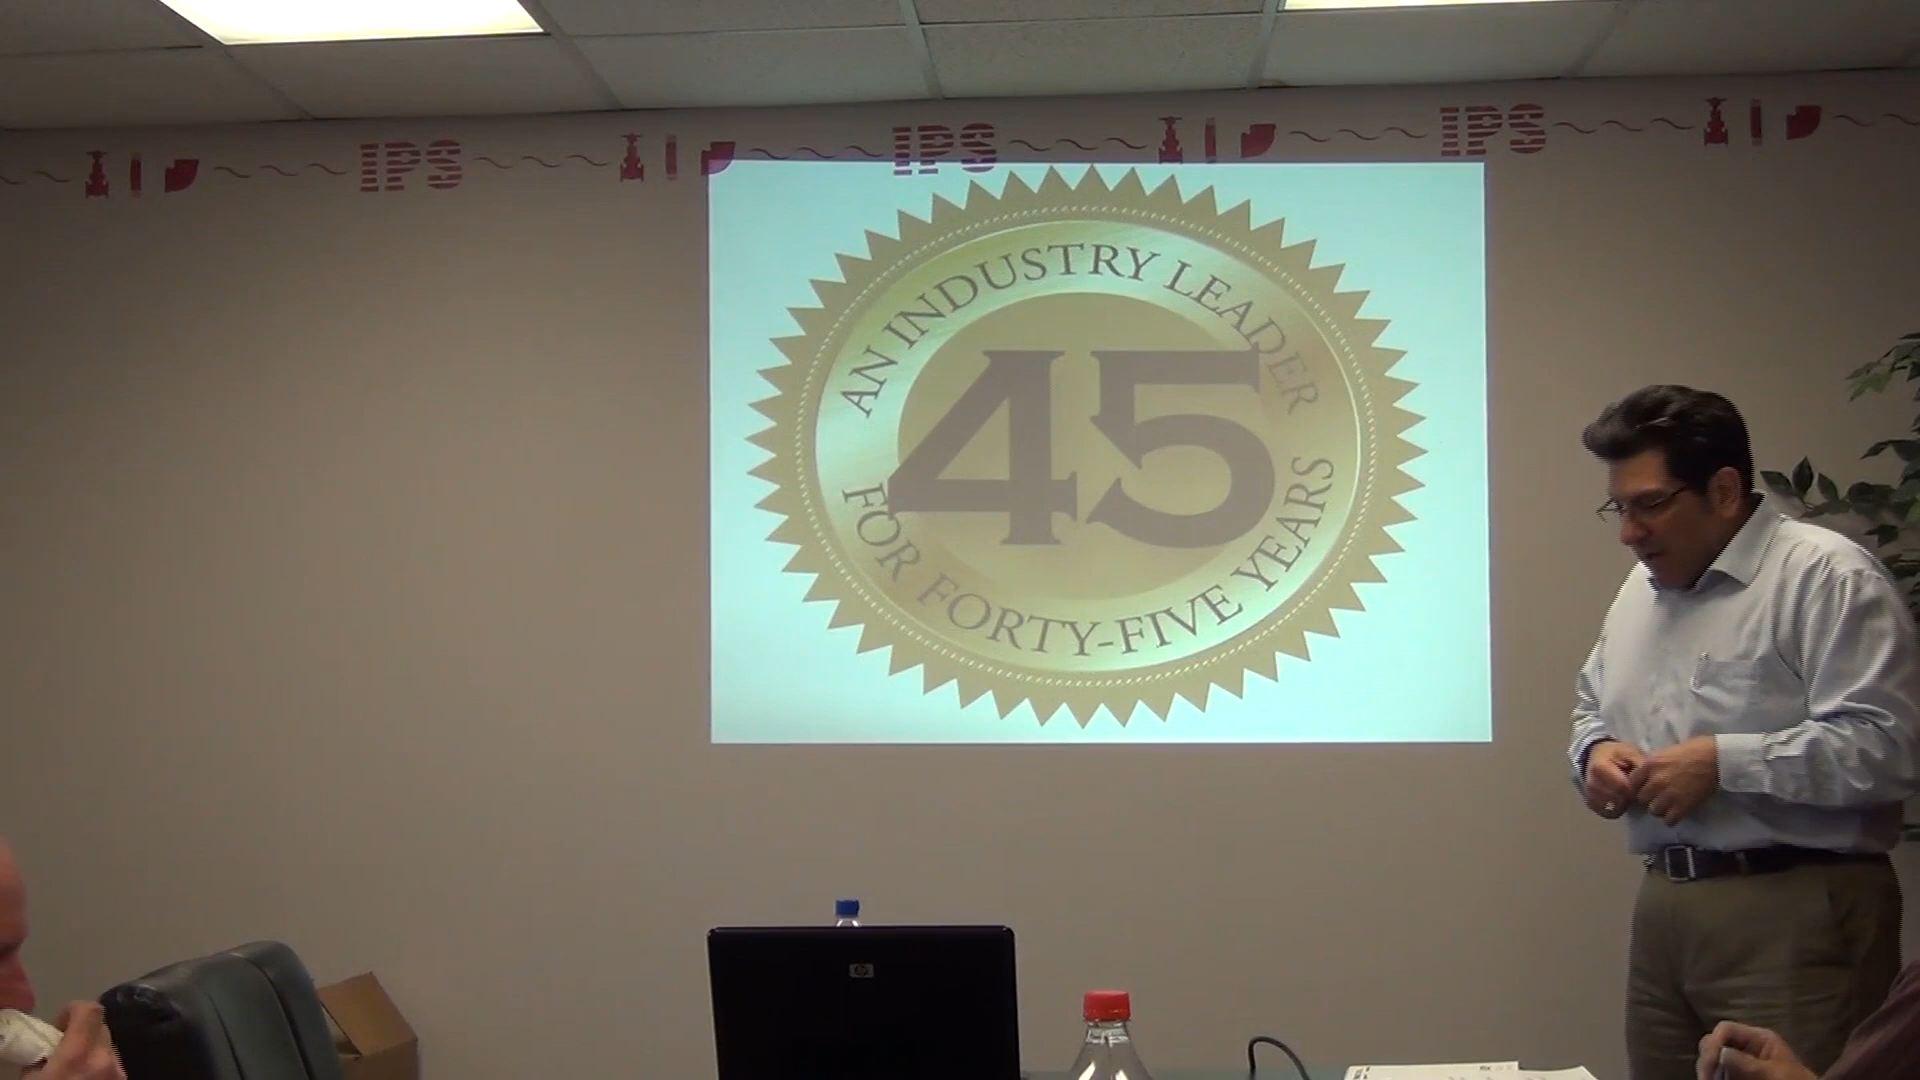 IPS IPS IPS
AN INDUSTRY LEADER
45
FOR FORTY-FIVE YEARS
hp